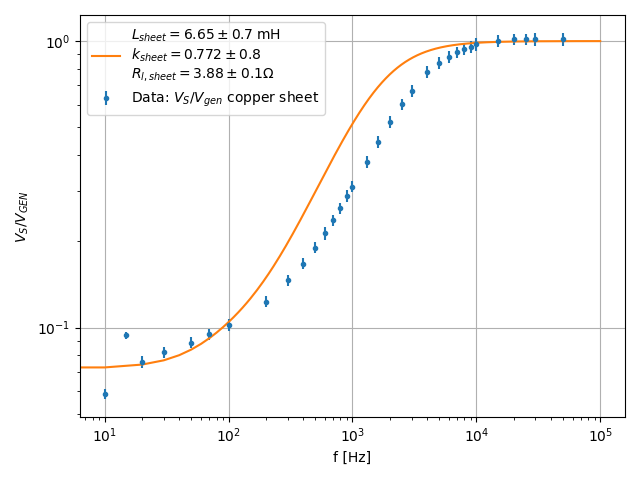 L_sheet = 6.65 ± 0.7 mH
k_sheet = 0.772 ± 0.8
R_l, sheet = 3.88 ± 0.1Ω
Data: V_S/V_gen copper sheet
10^0
10^-1
V_S/V_GEN
10^1 10^2 10^3 10^4 10^5
f [Hz]